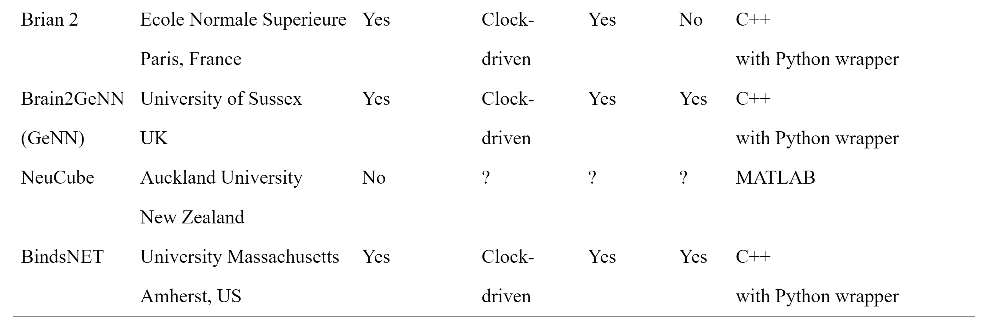 Brian 2 Ecole Normale Superieure Yes Clock- Yes No C++
Paris, France driven with Python wrapper
Brain2GeNN University of Sussex Yes Clock- Yes Yes C++
(GeNN) UK driven with Python wrapper
NeuCube Auckland University No ? ? ? MATLAB
New Zealand
BindsNET University Massachusetts Yes Clock- Yes Yes C++
Amherst, US driven with Python wrapper